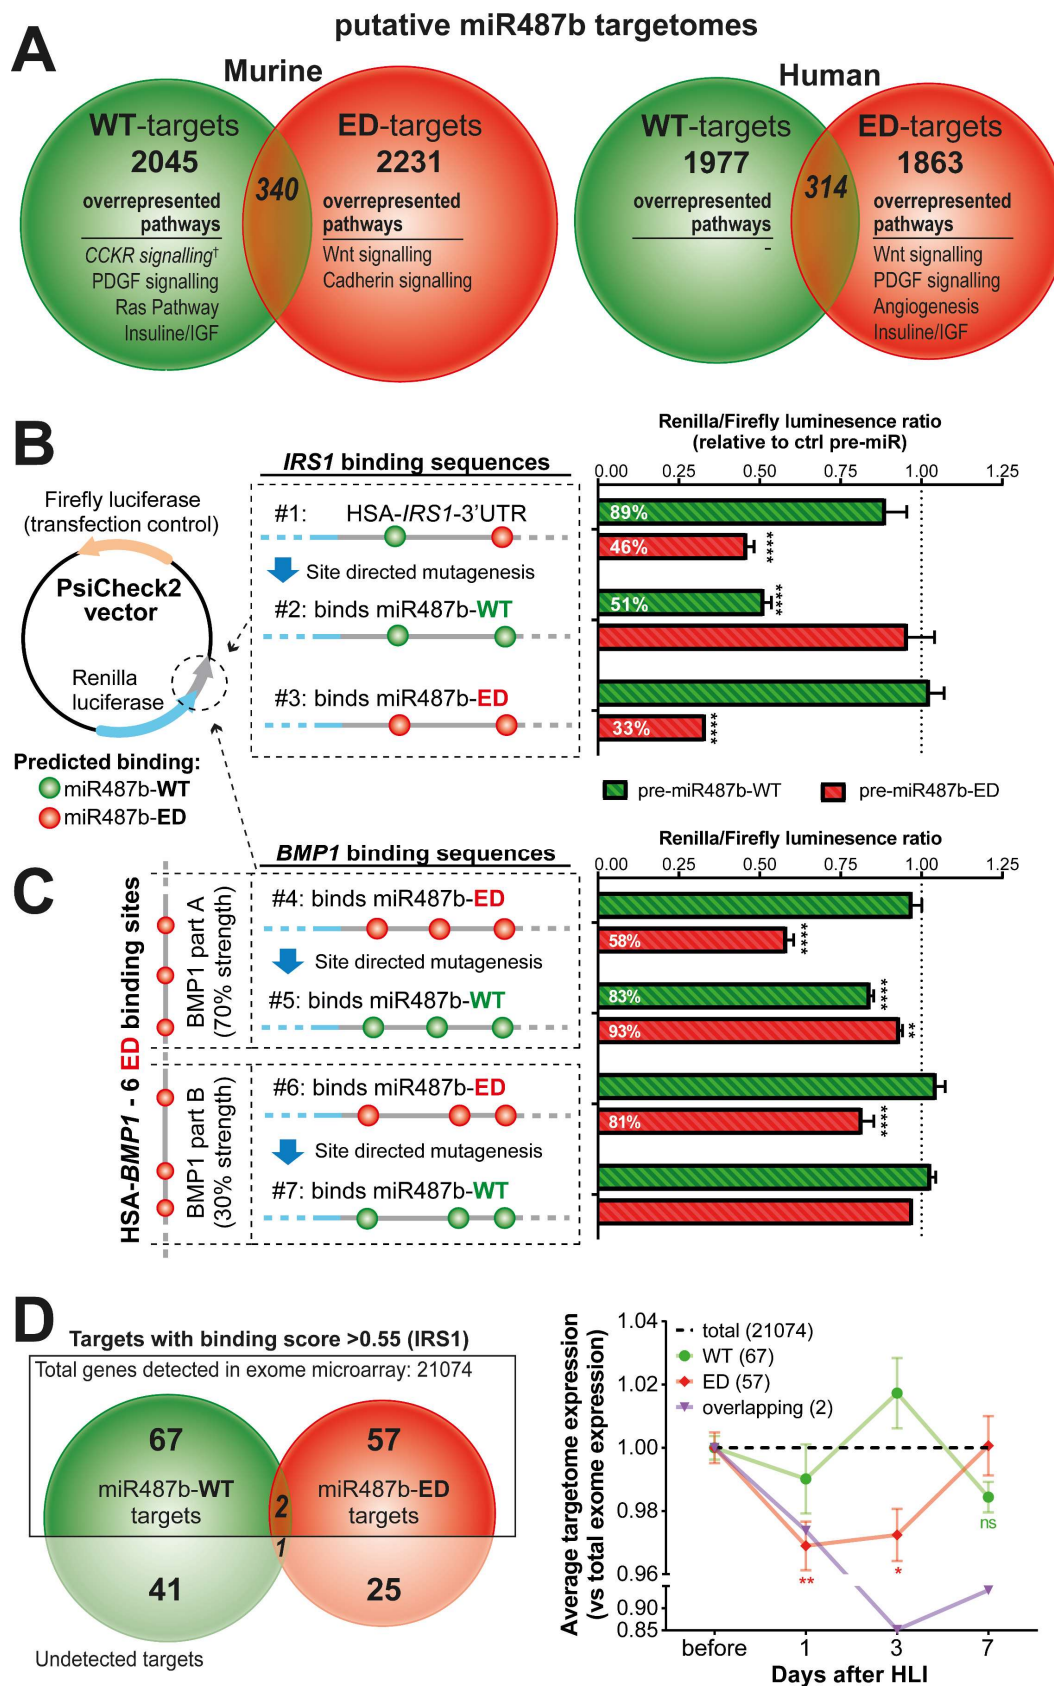 putative miR487b targetomes
A
Murine
Human
WT-targets
2045
overrepresented
pathways
CCKR signalling†
PDGF signalling
Ras Pathway
Insuline/IGF
340
ED-targets
2231
overrepresented
pathways
Wnt signalling
Cadherin signalling
WT-targets
1977
overrepresented
pathways
-
314
ED-targets
1863
overrepresented
pathways
Wnt signalling
PDGF signalling
Angiogenesis
Insuline/IGF
B
Firefly luciferase
(transfection control)
PsiCheck2
vector
Renilla
luciferase
Predicted binding:
miR487b-WT
miR487b-ED
IRS1 binding sequences
#1: HSA-IRS1-3'UTR
Site directed mutagenesis
#2: binds miR487b-WT
#3: binds miR487b-ED
Renilla/Firefly luminesence ratio
(relative to ctrl pre-miR)
0.00 0.25 0.50 0.75 1.00 1.25
89%
46% ****
51% ****
33% ****
pre-miR487b-WT
pre-miR487b-ED
C
HSA-BMP1 - 6 ED binding sites
BMP1 part A
(70% strength)
BMP1 part B
(30% strength)
BMP1 binding sequences
#4: binds miR487b-ED
Site directed mutagenesis
#5: binds miR487b-WT
#6: binds miR487b-ED
Site directed mutagenesis
#7: binds miR487b-WT
Renilla/Firefly luminesence ratio
0.00 0.25 0.50 0.75 1.00 1.25
58% ****
83% ****
93% **
81% ****
D
Targets with binding score >0.55 (IRS1)
Total genes detected in exome microarray: 21074
67
miR487b-WT
targets
2
57
miR487b-ED
targets
1
41
25
Undetected targets
Average targetome expression
(vs total exome expression)
1.04
1.02
1.00
0.98
0.96
0.90
0.85
total (21074)
WT (67)
ED (57)
overlapping (2)
**
*
ns
before 1 3 7
Days after HLI